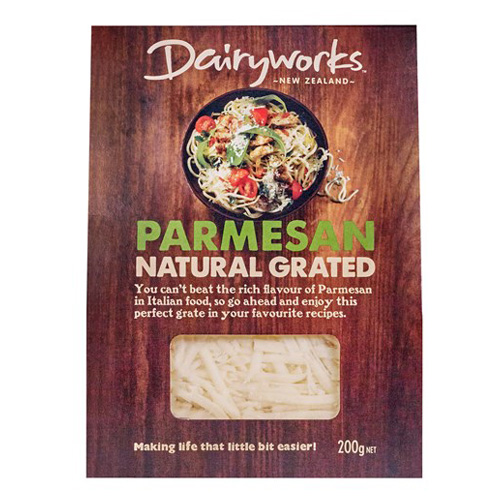 Dairyworks™
~NEW ZEALAND~
PARMESAN
NATURAL GRATED
You can't beat the rich flavour of Parmesan
in Italian food, so go ahead and enjoy this
perfect grate in your favourite recipes.
Making life that little bit easier! 200g NET